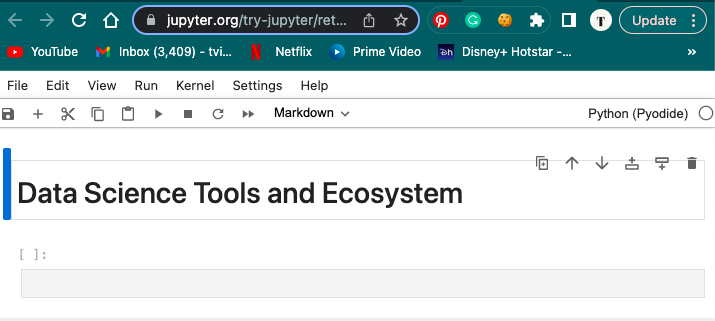 jupyter.org/try-jupyter/ret...
T
Update
YouTube
Inbox (3,409) - tvi...
N
Netflix
Prime Video
Dh
Disney+ Hotstar -...
»
File Edit View Run Kernel Settings Help
Markdown
Python (Pyodide)
Data Science Tools and Ecosystem
[ ]: